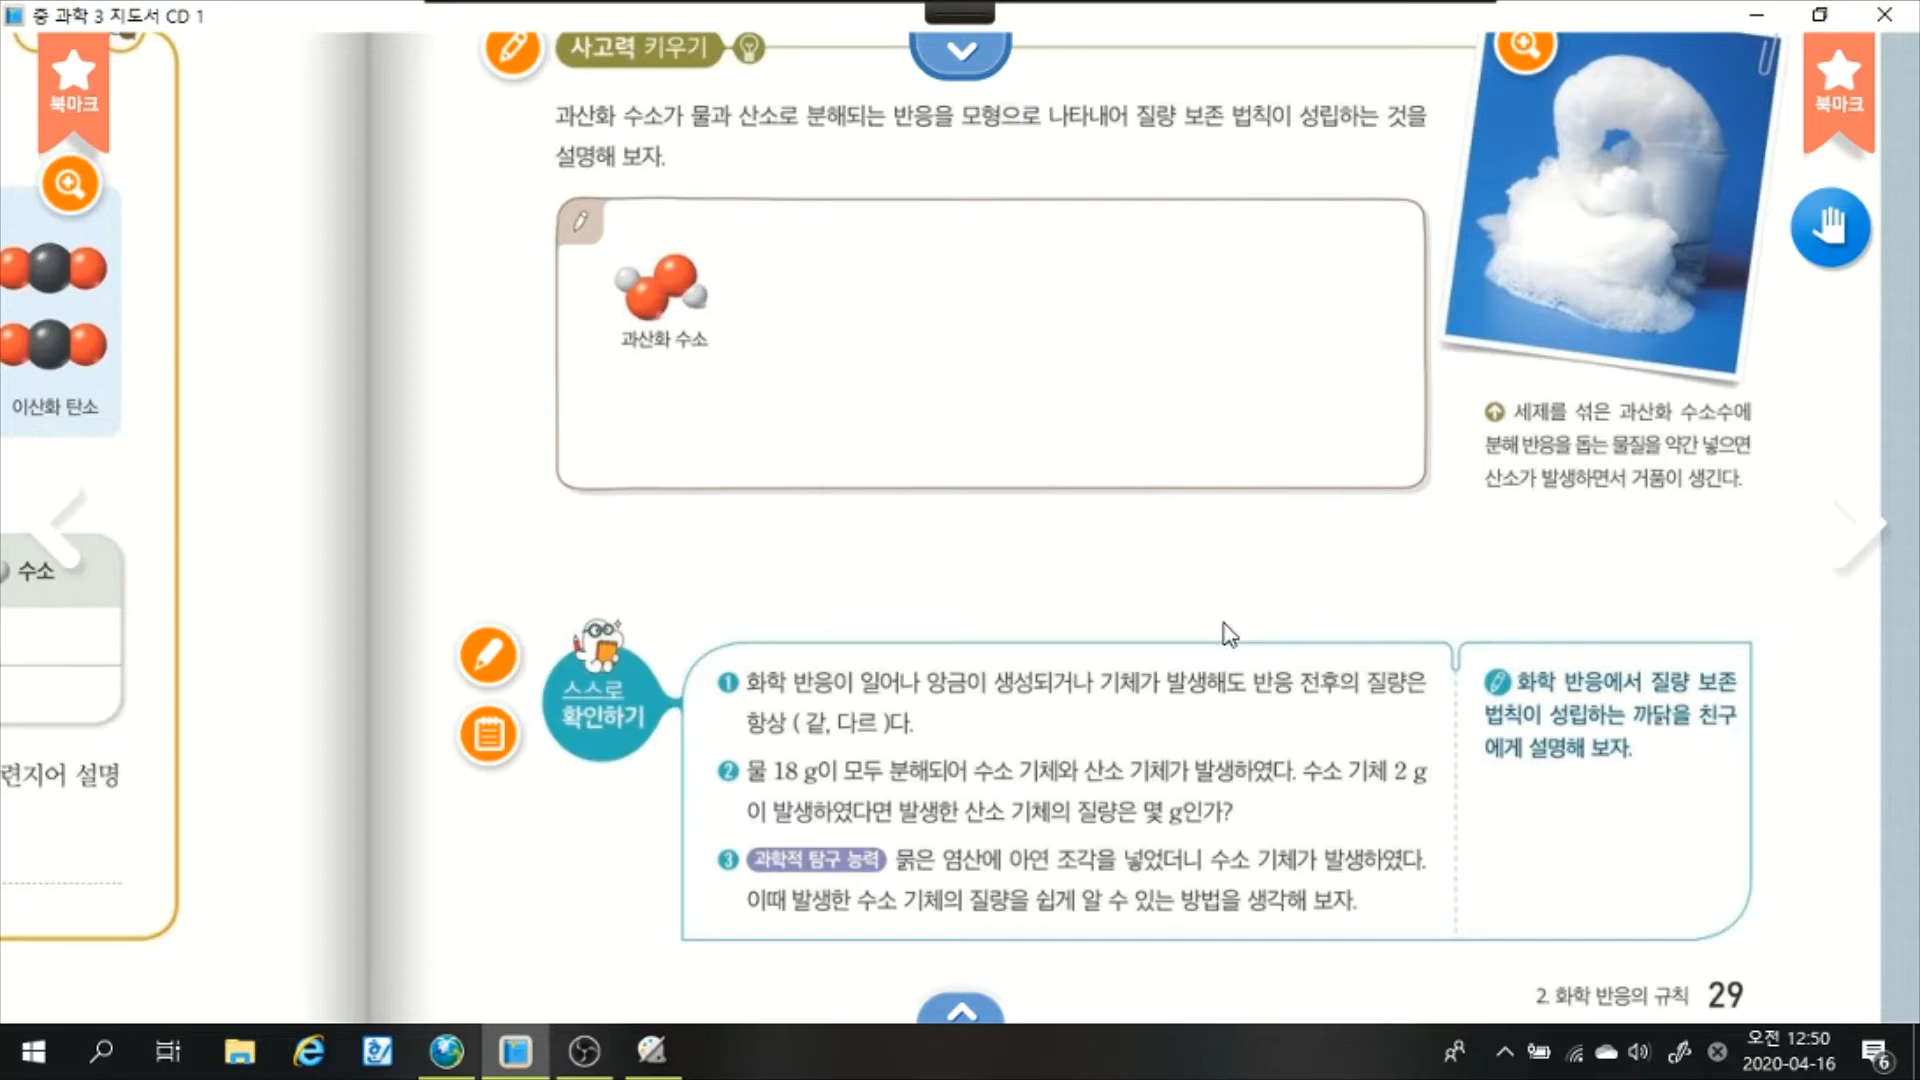 중 과학 3 지도서 CD 1
북마크
이산화 탄소
수소
련지어 설명
사고력 키우기
과산화 수소가 물과 산소로 분해되는 반응을 모형으로 나타내어 질량 보존 법칙이 성립하는 것을
설명해 보자.
과산화 수소
북마크
세제를 섞은 과산화 수소수에
분해 반응을 돕는 물질을 약간 넣으면
산소가 발생하면서 거품이 생긴다.
스스로
확인하기
1 화학 반응이 일어나 앙금이 생성되거나 기체가 발생해도 반응 전후의 질량은
항상 ( 같, 다르 )다.
2 물 18 g이 모두 분해되어 수소 기체와 산소 기체가 발생하였다. 수소 기체 2 g
이 발생하였다면 발생한 산소 기체의 질량은 몇 g인가?
3 과학적 탐구 능력 묽은 염산에 아연 조각을 넣었더니 수소 기체가 발생하였다.
이때 발생한 수소 기체의 질량을 쉽게 알 수 있는 방법을 생각해 보자.
화학 반응에서 질량 보존
법칙이 성립하는 까닭을 친구
에게 설명해 보자.
2. 화학 반응의 규칙 29
오전 12:50
2020-04-16
6